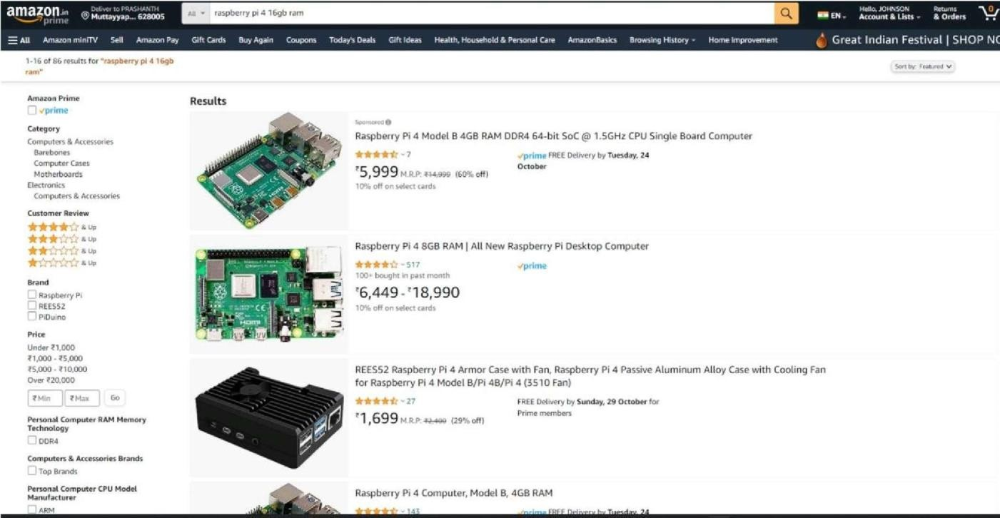 amazon.in
prime
Deliver to PRASHANTH
Muttayyap... 628005
All
raspberry pi 4 16gb ram
EN
Hello, JOHNSON
Account & Lists
Returns
& Orders
0
All Amazon miniTV Sell Amazon Pay Gift Cards Buy Again Coupons Today's Deals Gift Ideas Health, Household & Personal Care AmazonBasics Browsing History Home Improvement
Great Indian Festival | SHOP NO
1-16 of 86 results for "raspberry pi 4 16gb
ram"
Sort by: Featured
Amazon Prime
prime
Category
Computers & Accessories
Barebones
Computer Cases
Motherboards
Electronics
Computers & Accessories
Customer Review
& Up
& Up
& Up
& Up
Brand
Raspberry Pi
REES52
PiDuino
Price
Under ₹1,000
₹1,000 - ₹5,000
₹5,000 - ₹10,000
Over ₹20,000
₹ Min ₹ Max Go
Personal Computer RAM Memory
Technology
DDR4
Computers & Accessories Brands
Top Brands
Personal Computer CPU Model
Manufacturer
ARM
Results
Sponsored
Raspberry Pi 4 Model B 4GB RAM DDR4 64-bit SoC @ 1.5GHz CPU Single Board Computer
7
₹5,999 M.R.P: ₹14,999 (60% off)
10% off on select cards
prime FREE Delivery by Tuesday, 24
October
Raspberry Pi 4 8GB RAM | All New Raspberry Pi Desktop Computer
517
100+ bought in past month
₹6,449 - ₹18,990
10% off on select cards
prime
HDMI
REES52 Raspberry Pi 4 Armor Case with Fan, Raspberry Pi 4 Passive Aluminum Alloy Case with Cooling Fan
for Raspberry Pi 4 Model B/Pi 4B/Pi 4 (3510 Fan)
27
₹1,699 M.R.P: ₹2,400 (29% off)
FREE Delivery by Sunday, 29 October for
Prime members
Raspberry Pi 4 Computer, Model B, 4GB RAM
143
prime FREE Delivery by Tuesday, 24